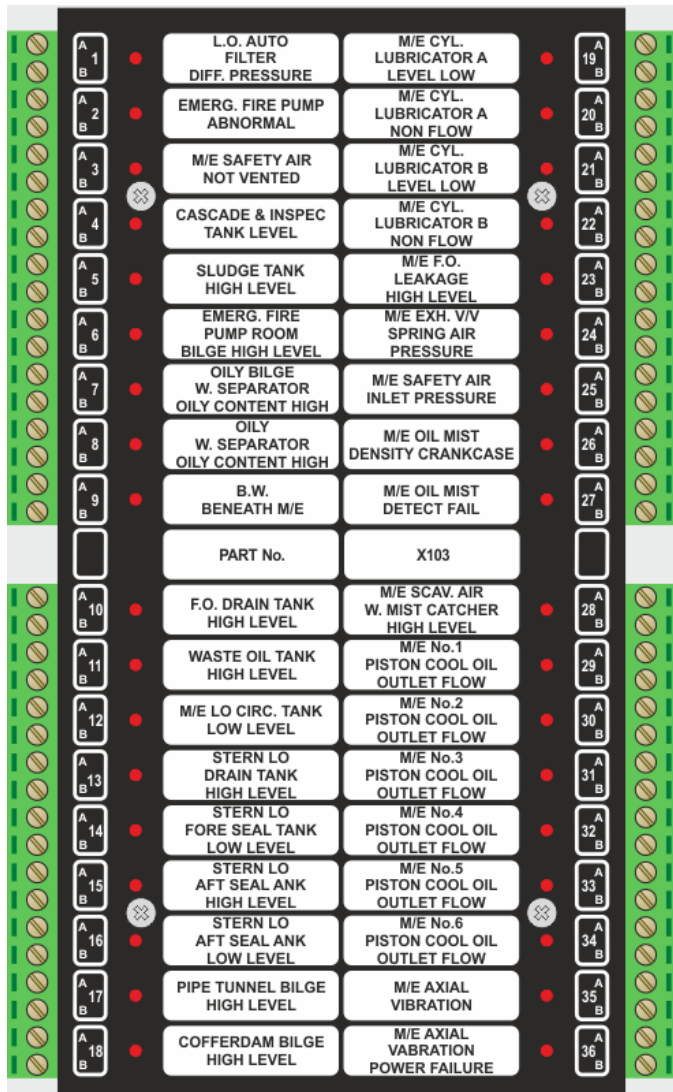 A
1
B
L.O. AUTO
FILTER
DIFF. PRESSURE
M/E CYL.
LUBRICATOR A
LEVEL LOW
A
19
B
A
2
B
EMERG. FIRE PUMP
ABNORMAL
M/E CYL.
LUBRICATOR A
NON FLOW
A
20
B
A
3
B
M/E SAFETY AIR
NOT VENTED
M/E CYL.
LUBRICATOR B
LEVEL LOW
A
21
B
A
4
B
CASCADE & INSPEC
TANK LEVEL
M/E CYL.
LUBRICATOR B
NON FLOW
A
22
B
A
5
B
SLUDGE TANK
HIGH LEVEL
M/E F.O.
LEAKAGE
HIGH LEVEL
A
23
B
A
6
B
EMERG. FIRE
PUMP ROOM
BILGE HIGH LEVEL
M/E EXH. V/V
SPRING AIR
PRESSURE
A
24
B
A
7
B
OILY BILGE
W. SEPARATOR
OILY CONTENT HIGH
M/E SAFETY AIR
INLET PRESSURE
A
25
B
A
8
B
OILY
W. SEPARATOR
OILY CONTENT HIGH
M/E OIL MIST
DENSITY CRANKCASE
A
26
B
A
9
B
B.W.
BENEATH M/E
M/E OIL MIST
DETECT FAIL
A
27
B
PART No.
X103
A
10
B
F.O. DRAIN TANK
HIGH LEVEL
M/E SCAV. AIR
W. MIST CATCHER
HIGH LEVEL
A
28
B
A
11
B
WASTE OIL TANK
HIGH LEVEL
M/E No.1
PISTON COOL OIL
OUTLET FLOW
A
29
B
A
12
B
M/E LO CIRC. TANK
LOW LEVEL
M/E No.2
PISTON COOL OIL
OUTLET FLOW
A
30
B
A
13
B
STERN LO
DRAIN TANK
HIGH LEVEL
M/E No.3
PISTON COOL OIL
OUTLET FLOW
A
31
B
A
14
B
STERN LO
FORE SEAL TANK
LOW LEVEL
M/E No.4
PISTON COOL OIL
OUTLET FLOW
A
32
B
A
15
B
STERN LO
AFT SEAL ANK
HIGH LEVEL
M/E No.5
PISTON COOL OIL
OUTLET FLOW
A
33
B
A
16
B
STERN LO
AFT SEAL ANK
LOW LEVEL
M/E No.6
PISTON COOL OIL
OUTLET FLOW
A
34
B
A
17
B
PIPE TUNNEL BILGE
HIGH LEVEL
M/E AXIAL
VIBRATION
A
35
B
A
18
B
COFFERDAM BILGE
HIGH LEVEL
M/E AXIAL
VABRATION
POWER FAILURE
A
36
B